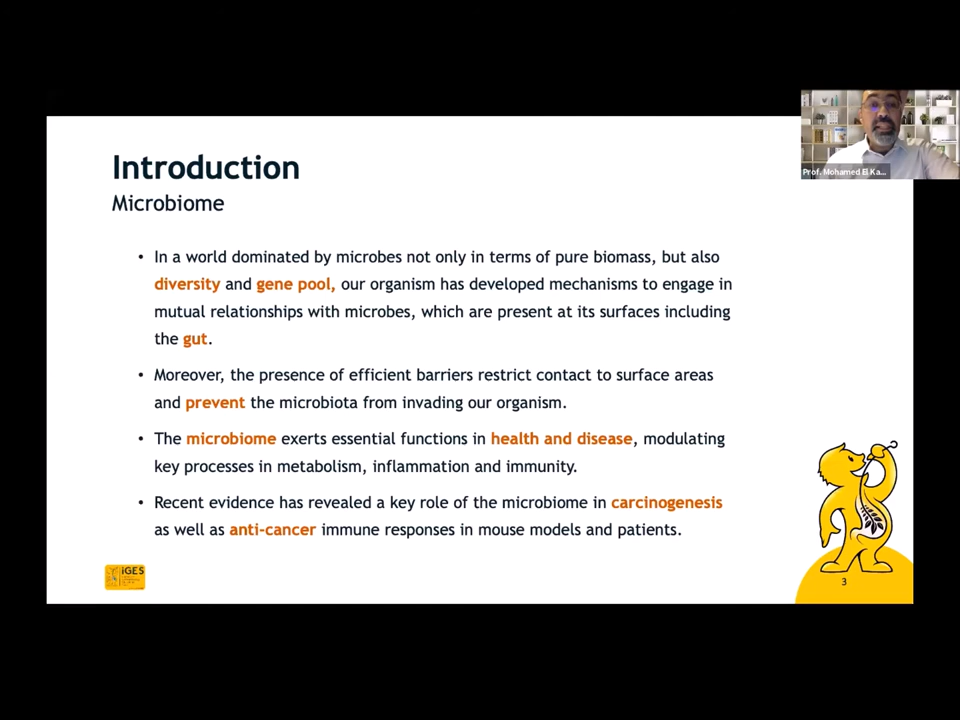 Prof. Mohamed El Ka...
Introduction
Microbiome
• In a world dominated by microbes not only in terms of pure biomass, but also
diversity and gene pool, our organism has developed mechanisms to engage in
mutual relationships with microbes, which are present at its surfaces including
the gut.
• Moreover, the presence of efficient barriers restrict contact to surface areas
and prevent the microbiota from invading our organism.
• The microbiome exerts essential functions in health and disease, modulating
key processes in metabolism, inflammation and immunity.
• Recent evidence has revealed a key role of the microbiome in carcinogenesis
as well as anti-cancer immune responses in mouse models and patients.
iGES
3